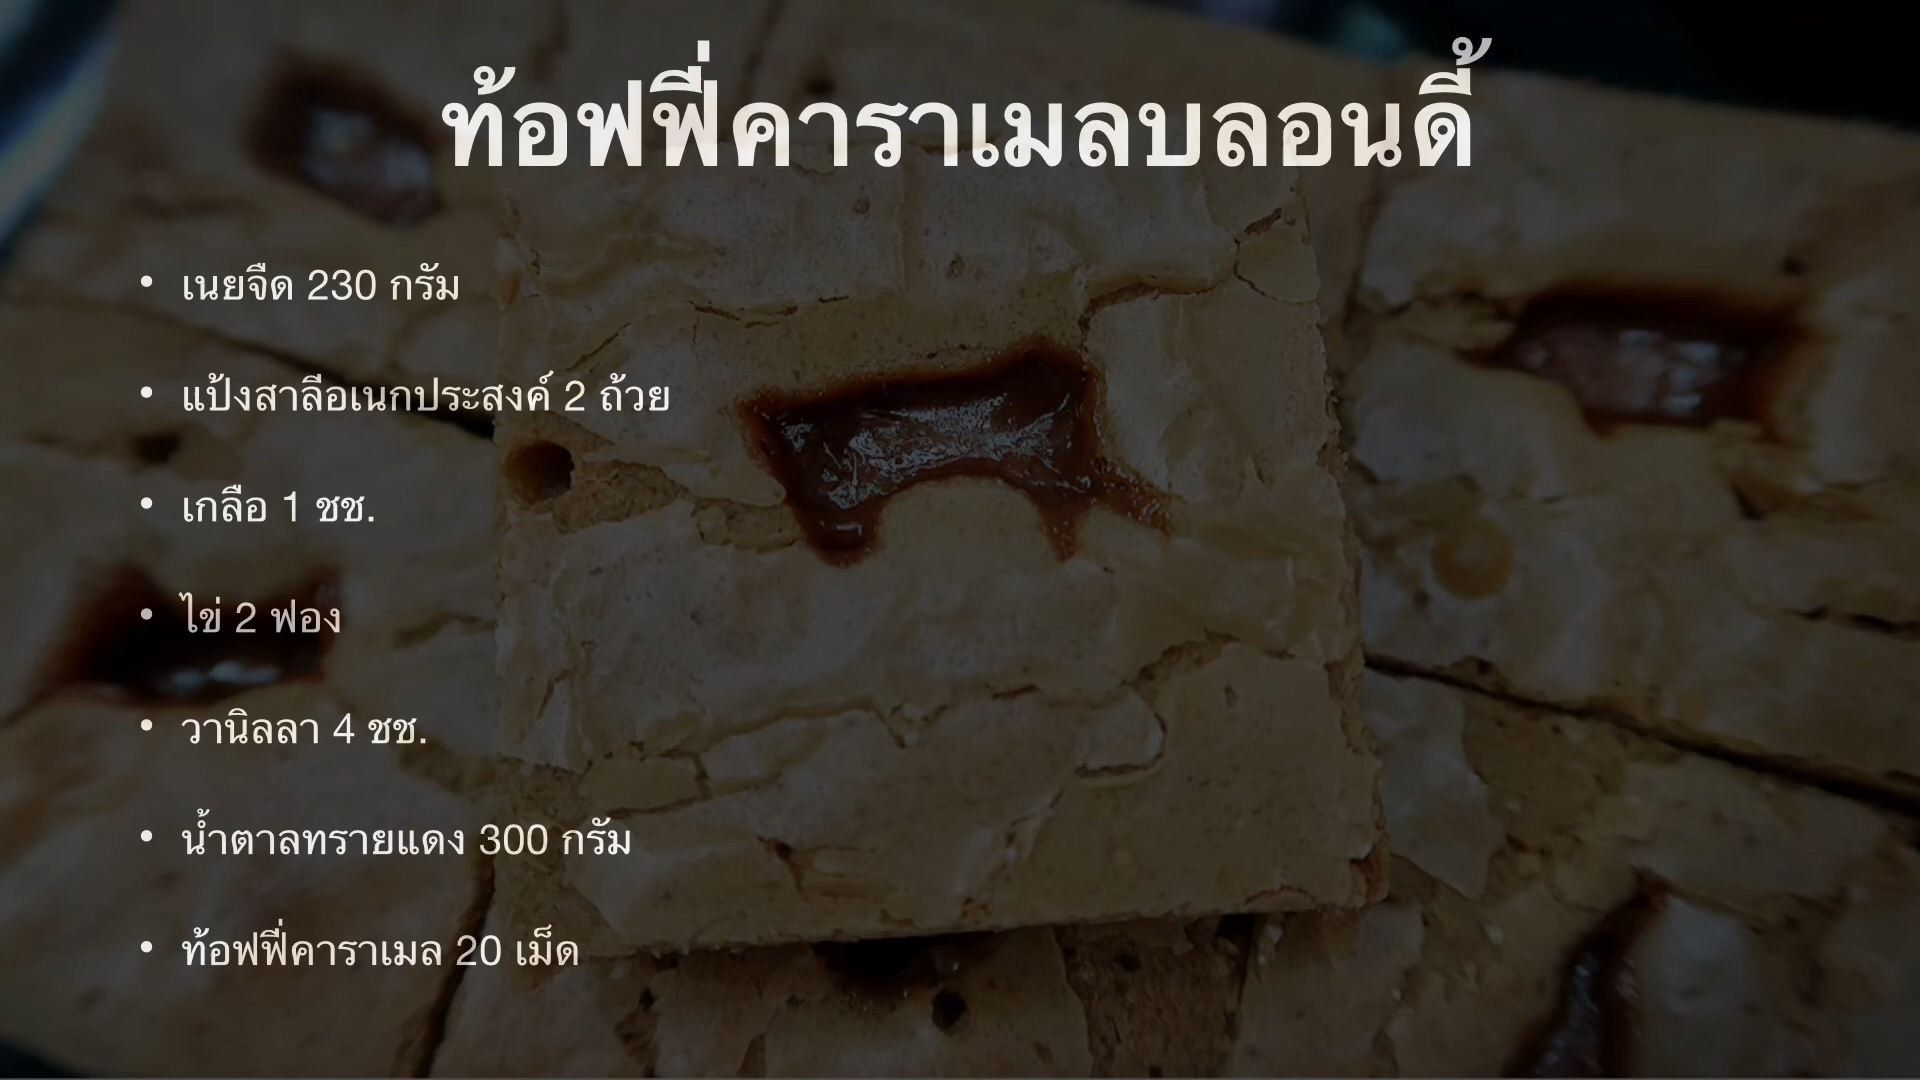 ท้อฟฟี่คาราเมลบลอนดี้
• เนยจืด 230 กรัม
• แป้งสาลีอเนกประสงค์ 2 ถ้วย
• เกลือ 1 ชช.
• ไข่ 2 ฟอง
• วานิลลา 4 ชช.
• น้ำตาลทรายแดง 300 กรัม
• ท้อฟฟี่คาราเมล 20 เม็ด